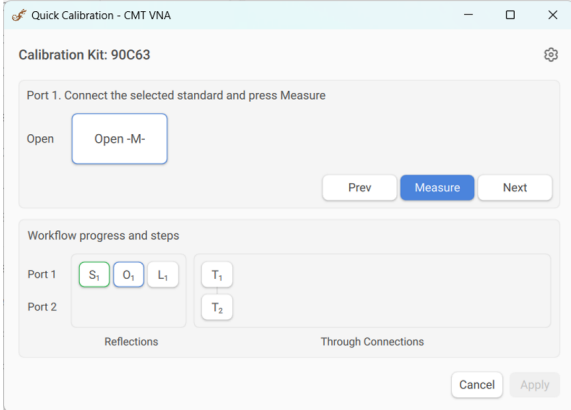 Quick Calibration - CMT VNA
Calibration Kit: 90C63
Port 1. Connect the selected standard and press Measure
Open Open -M-
Prev Measure Next
Workflow progress and steps
Port 1 S₁ O₁ L₁ T₁
Port 2 T₂
Reflections Through Connections
Cancel Apply